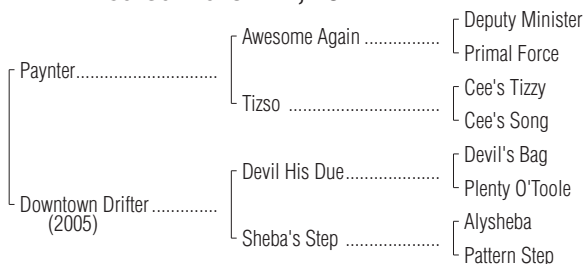 Deputy Minister
Awesome Again ....................
Primal Force
Paynter..............................
Cee's Tizzy
Tizso ........................................
Cee's Song
Devil's Bag
Devil His Due.........................
Plenty O'Toole
Downtown Drifter..............
(2005)
Alysheba
Sheba's Step .........................
Pattern Step